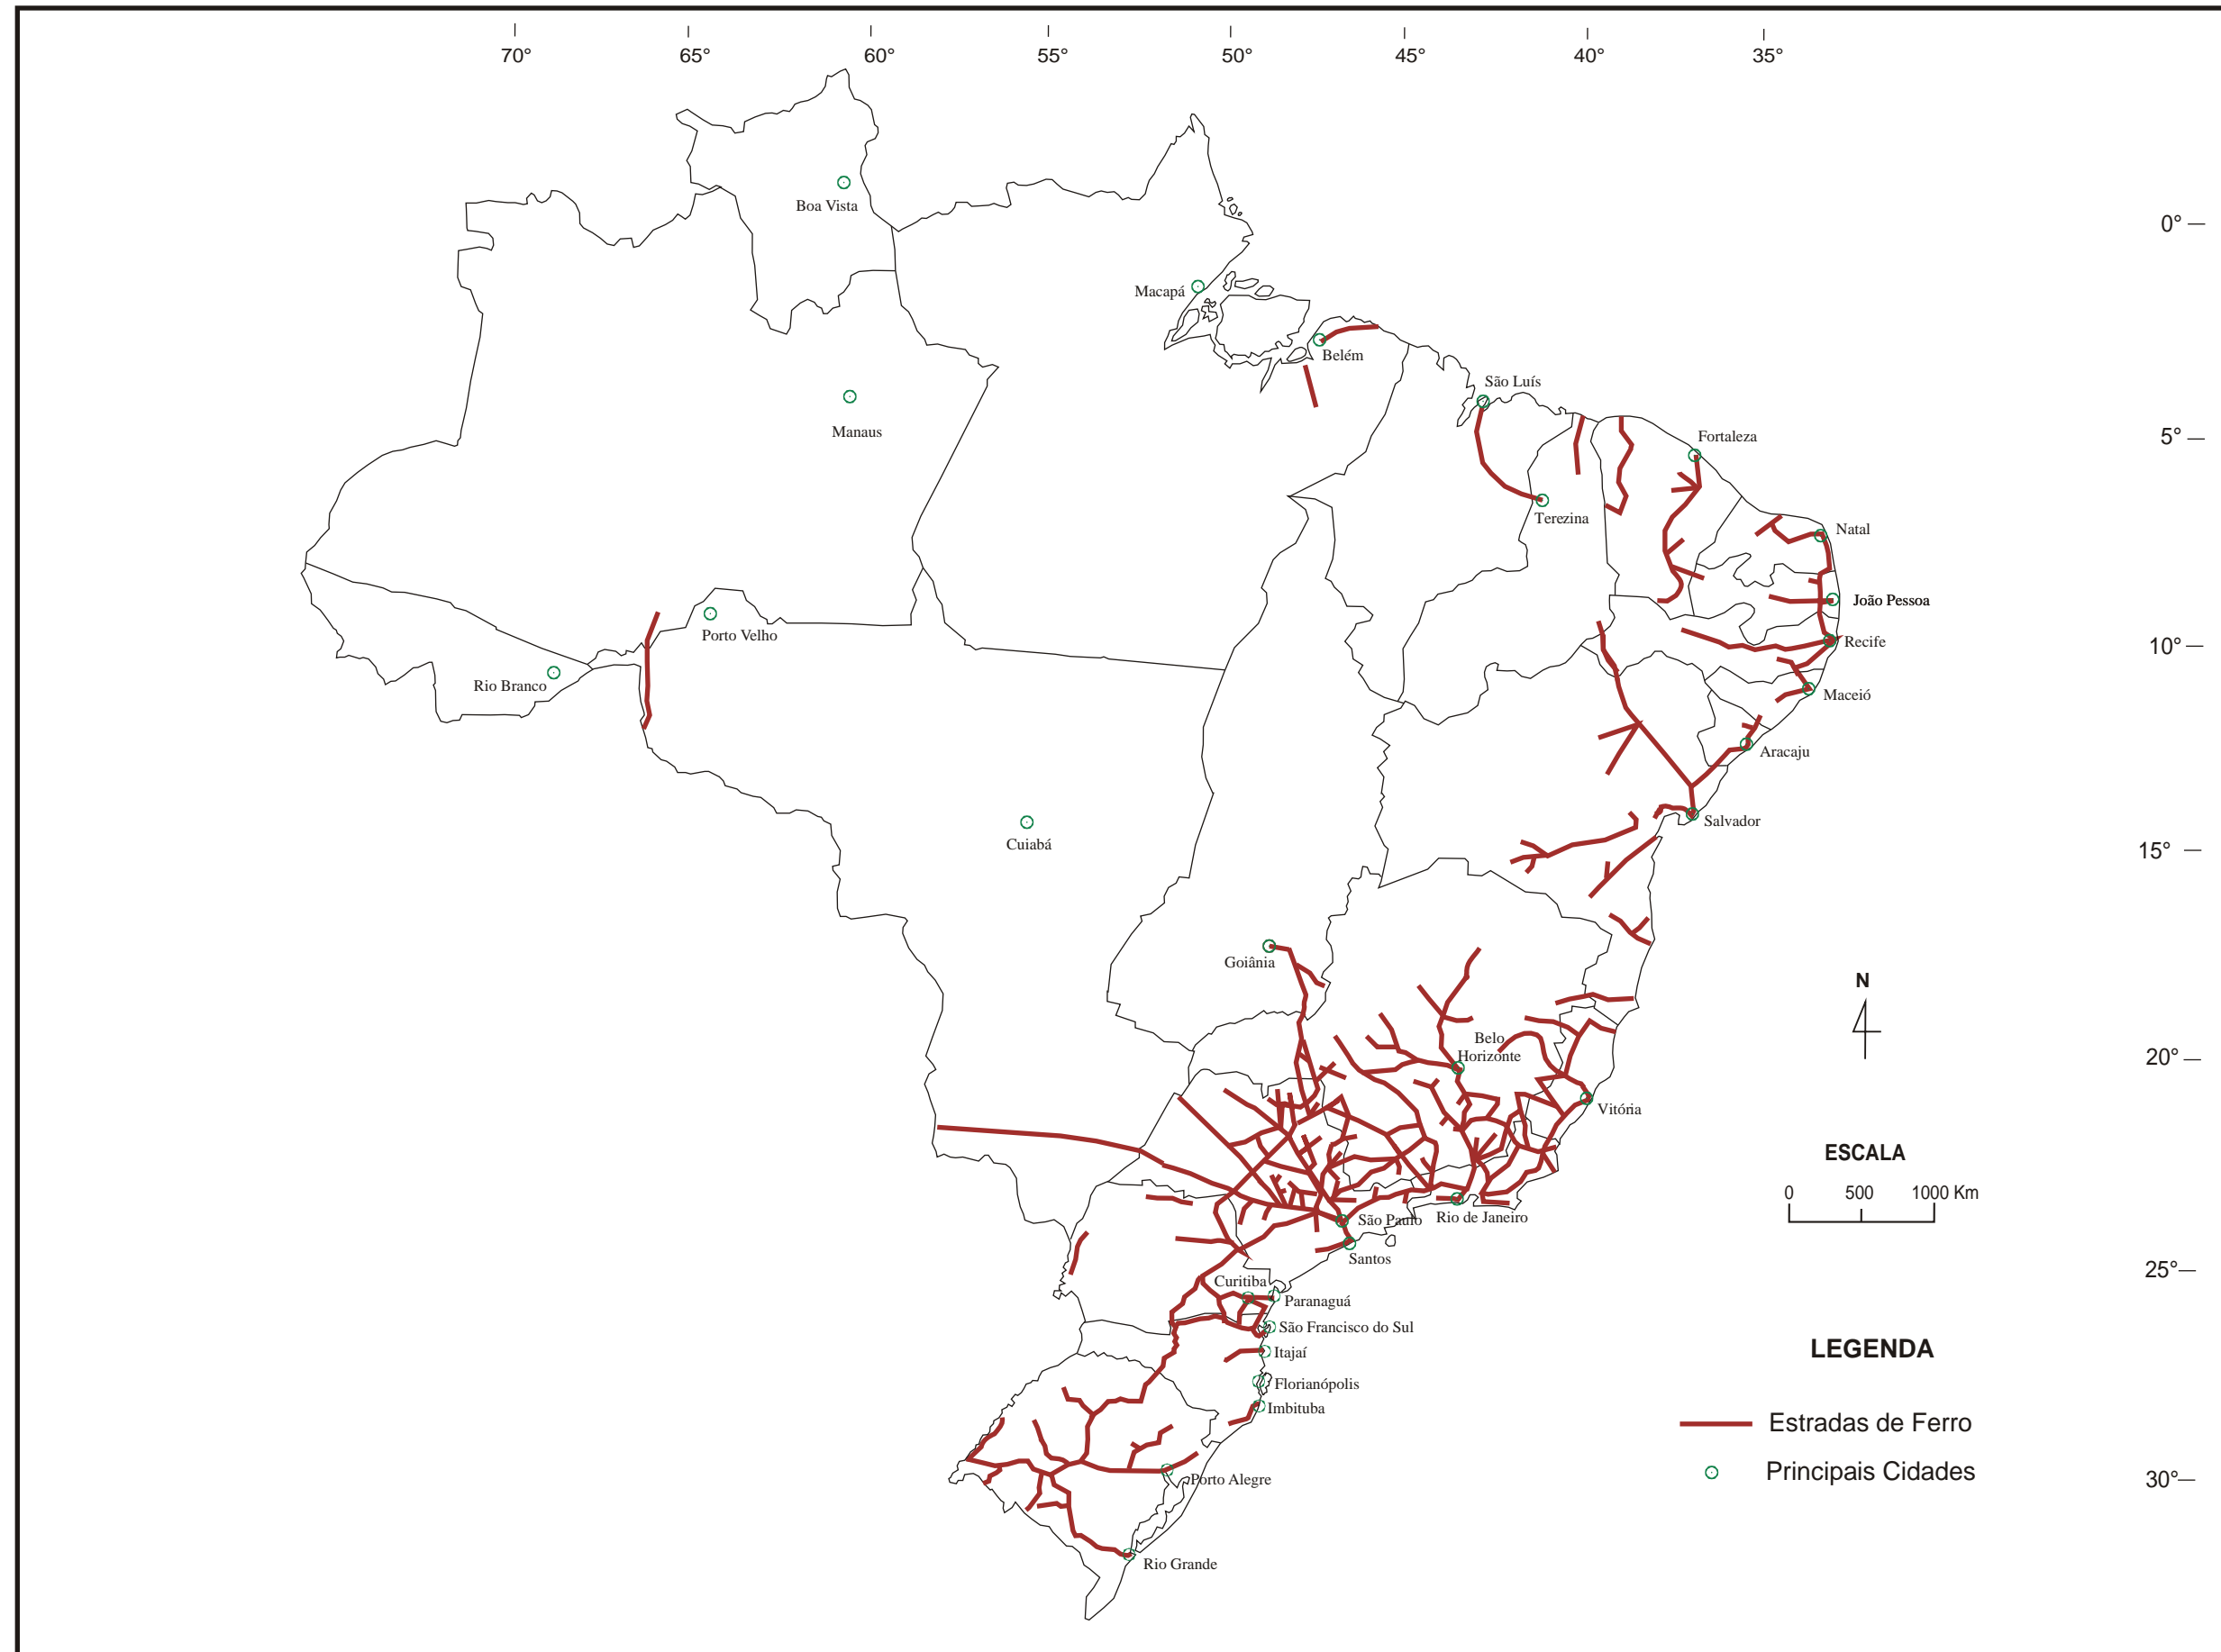 70°
65°
60°
55°
50°
45°
40°
35°
Boa Vista
0°
Macapá
Belém
São Luís
Manaus
Fortaleza
5°
Terezina
Natal
João Pessoa
Porto Velho
Recife
10°
Rio Branco
Maceió
Aracaju
Salvador
Cuiabá
15°
Goiânia
N
Belo
Horizonte
20°
Vitória
ESCALA
0 500 1000 Km
São Paulo
Rio de Janeiro
Santos
25°
Curitiba
Paranaguá
São Francisco do Sul
LEGENDA
Itajaí
Florianópolis
Imbituba
Estradas de Ferro
Principais Cidades
Porto Alegre
30°
Rio Grande